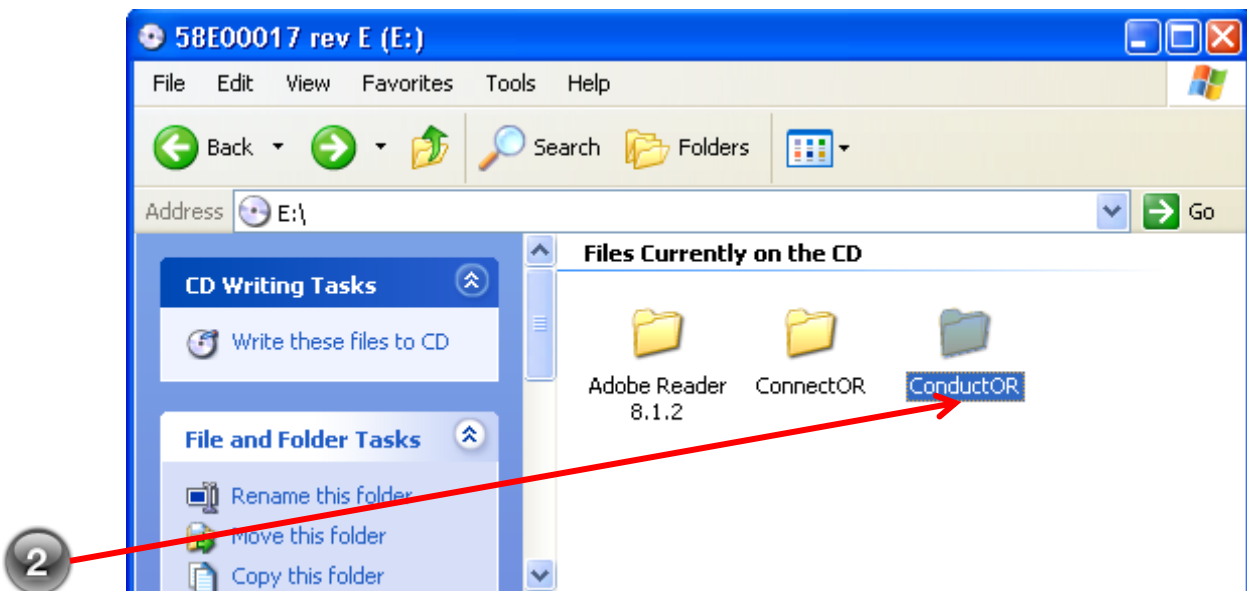 58E00017 rev E (E:)
File Edit View Favorites Tools Help
Back Search Folders
Address E:\ Go
CD Writing Tasks
Write these files to CD
File and Folder Tasks
Rename this folder
Move this folder
Copy this folder
Files Currently on the CD
Adobe Reader
8.1.2
ConnectOR
ConductOR
2